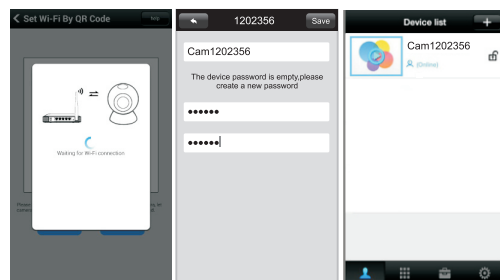 Set Wi-Fi By QR Code
help
Waiting for Wi-Fi connection
1202356
Save
Cam1202356
The device password is empty,please
create a new password
Device list
+
Cam1202356
(Online)